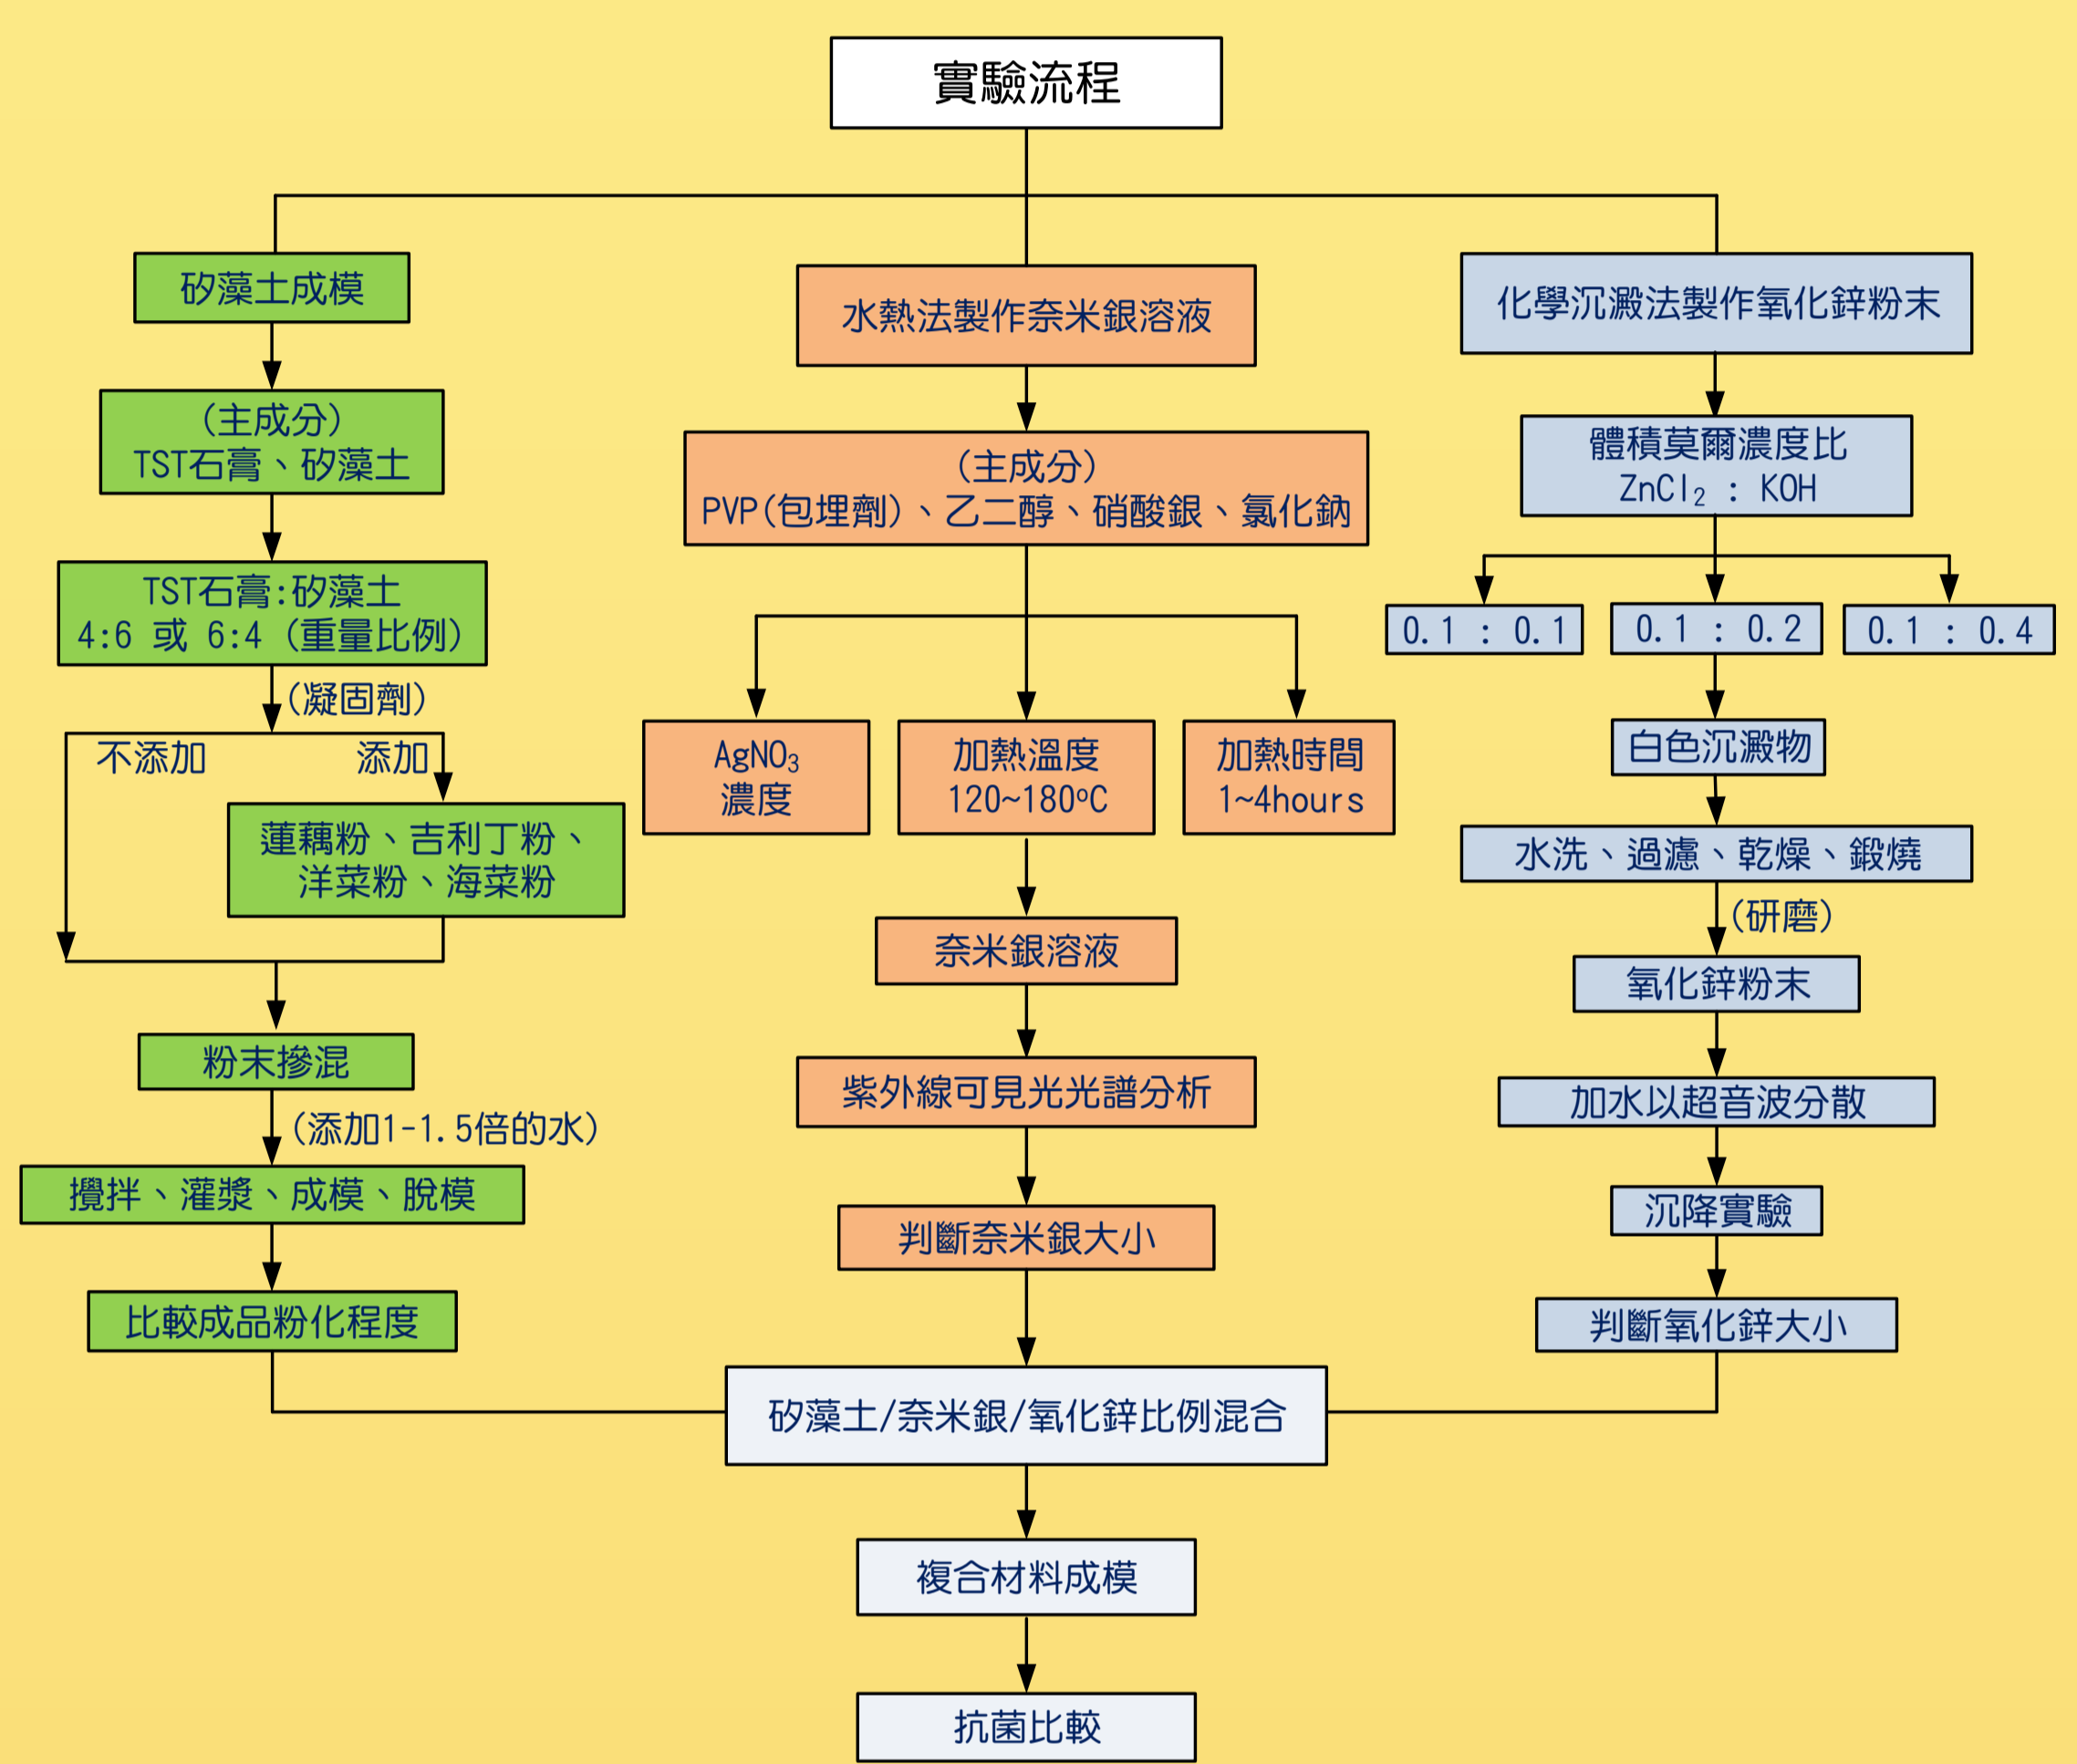 實驗流程
矽藻土成模
(主成分)
TST石膏、矽藻土
TST石膏:矽藻土
4:6 或 6:4 (重量比例)
(凝固劑)
不添加
添加
蓮藕粉、吉利丁粉、
洋菜粉、海菜粉
粉末摻混
(添加1-1.5倍的水)
攪拌、灌漿、成模、脫模
比較成品粉化程度
水熱法製作奈米銀溶液
(主成分)
PVP(包埋劑)、乙二醇、硝酸銀、氯化鈉
AgNO₃
濃度
加熱溫度
120~180ºC
加熱時間
1~4hours
奈米銀溶液
紫外線可見光光譜分析
判斷奈米銀大小
化學沉澱法製作氧化鋅粉末
體積莫爾濃度比
ZnCl₂ : KOH
0.1 : 0.1
0.1 : 0.2
0.1 : 0.4
白色沉澱物
水洗、過濾、乾燥、鍛燒
(研磨)
氧化鋅粉末
加水以超音波分散
沉降實驗
判斷氧化鋅大小
矽藻土/奈米銀/氧化鋅比例混合
複合材料成模
抗菌比較